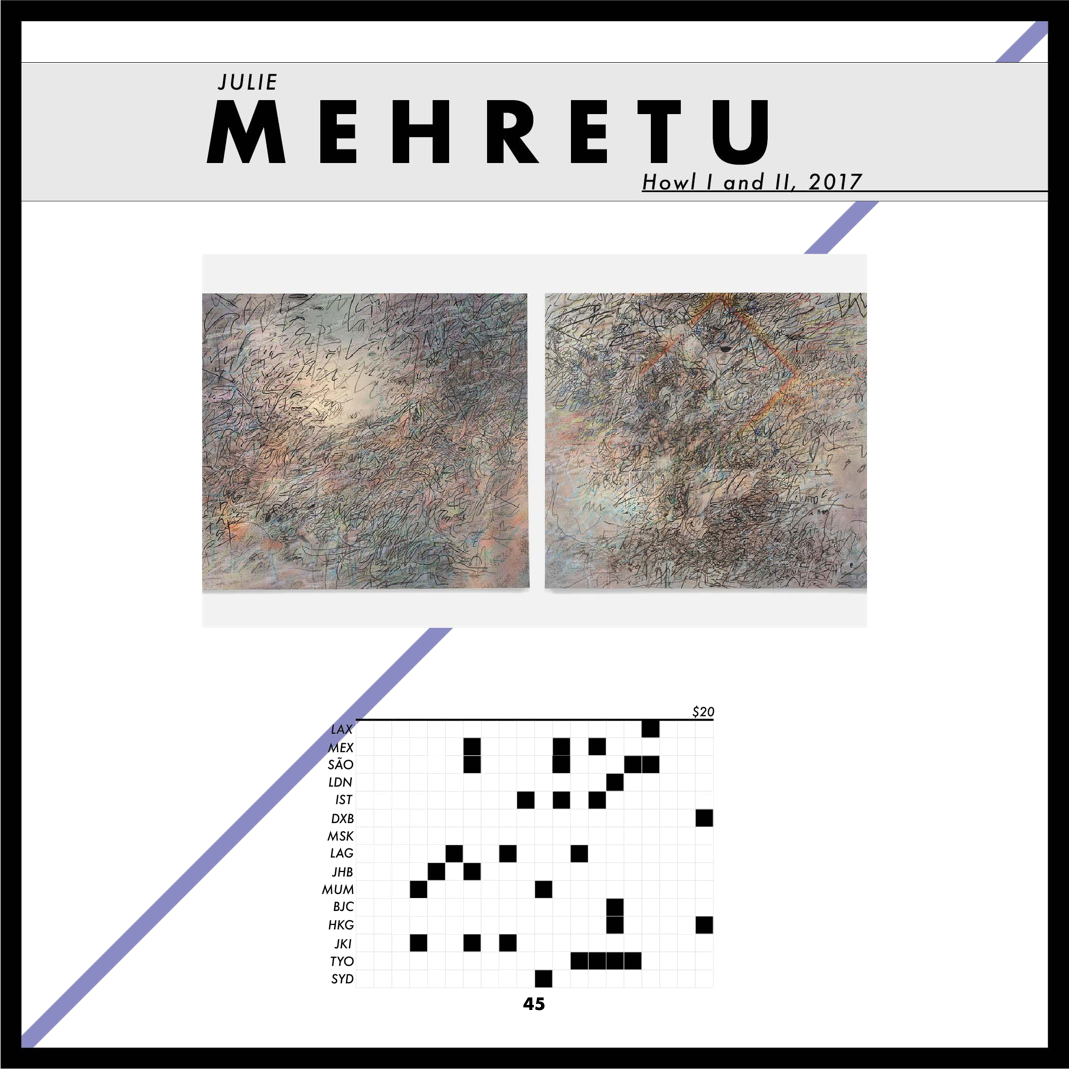 JULIE
MEHRETU
Howl I and II, 2017
$20
LAX
MEX
SÃO
LDN
IST
DXB
MSK
LAG
JHB
MUM
BJC
HKG
JKI
TYO
SYD
45